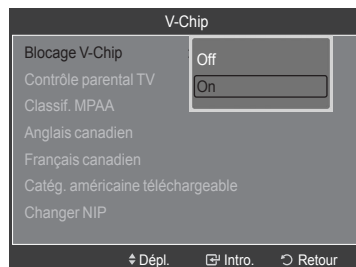 V-Chip
Blocage V-Chip :
Off
Contrôle parental TV
On
Classif. MPAA
Anglais canadien
Français canadien
Catég. américaine téléchargeable
Changer NIP
Dépl. Intro. Retour